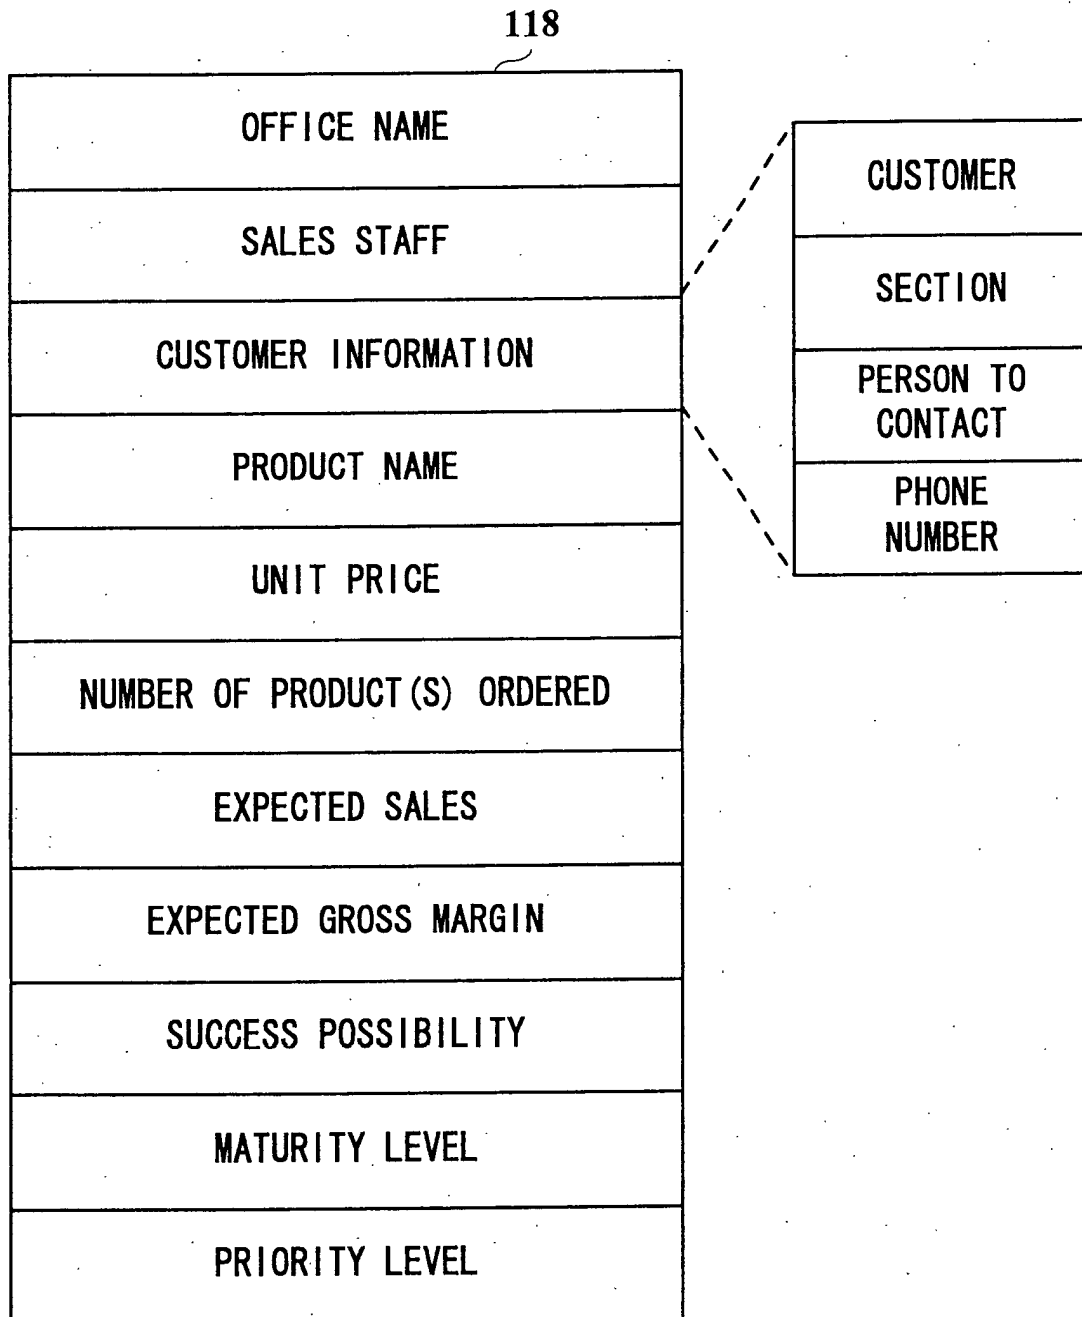 118
OFFICE NAME
SALES STAFF
CUSTOMER INFORMATION
PRODUCT NAME
UNIT PRICE
NUMBER OF PRODUCT(S) ORDERED
EXPECTED SALES
EXPECTED GROSS MARGIN
SUCCESS POSSIBILITY
MATURITY LEVEL
PRIORITY LEVEL
CUSTOMER
SECTION
PERSON TO
CONTACT
PHONE
NUMBER